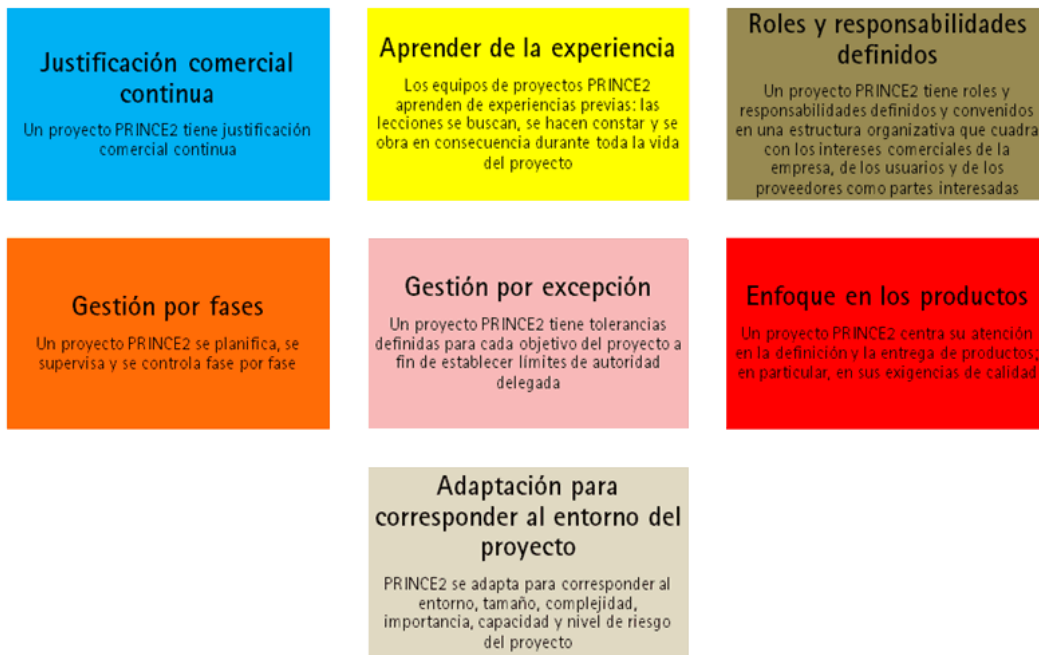 Justificación comercial
continua
Un proyecto PRINCE2 tiene justificación
comercial continua
Aprender de la experiencia
Los equipos de proyectos PRINCE2
aprenden de experiencias previas: las
lecciones se buscan, se hacen constar y se
obra en consecuencia durante toda la vida
del proyecto
Roles y responsabilidades
definidos
Un proyecto PRINCE2 tiene roles y
responsabilidades definidos y convenidos
en una estructura organizativa que cuadra
con los intereses comerciales de la
empresa, de los usuarios y de los
proveedores como partes interesadas
Gestión por fases
Un proyecto PRINCE2 se planifica, se
supervisa y se controla fase por fase
Gestión por excepción
Un proyecto PRINCE2 tiene tolerancias
definidas para cada objetivo del proyecto a
fin de establecer límites de autoridad
delegada
Enfoque en los productos
Un proyecto PRINCE2 centra su atención
en la definición y la entrega de productos;
en particular, en sus exigencias de calidad
Adaptación para
corresponder al entorno del
proyecto
PRINCE2 se adapta para corresponder al
entorno, tamaño, complejidad,
importancia, capacidad y nivel de riesgo
del proyecto